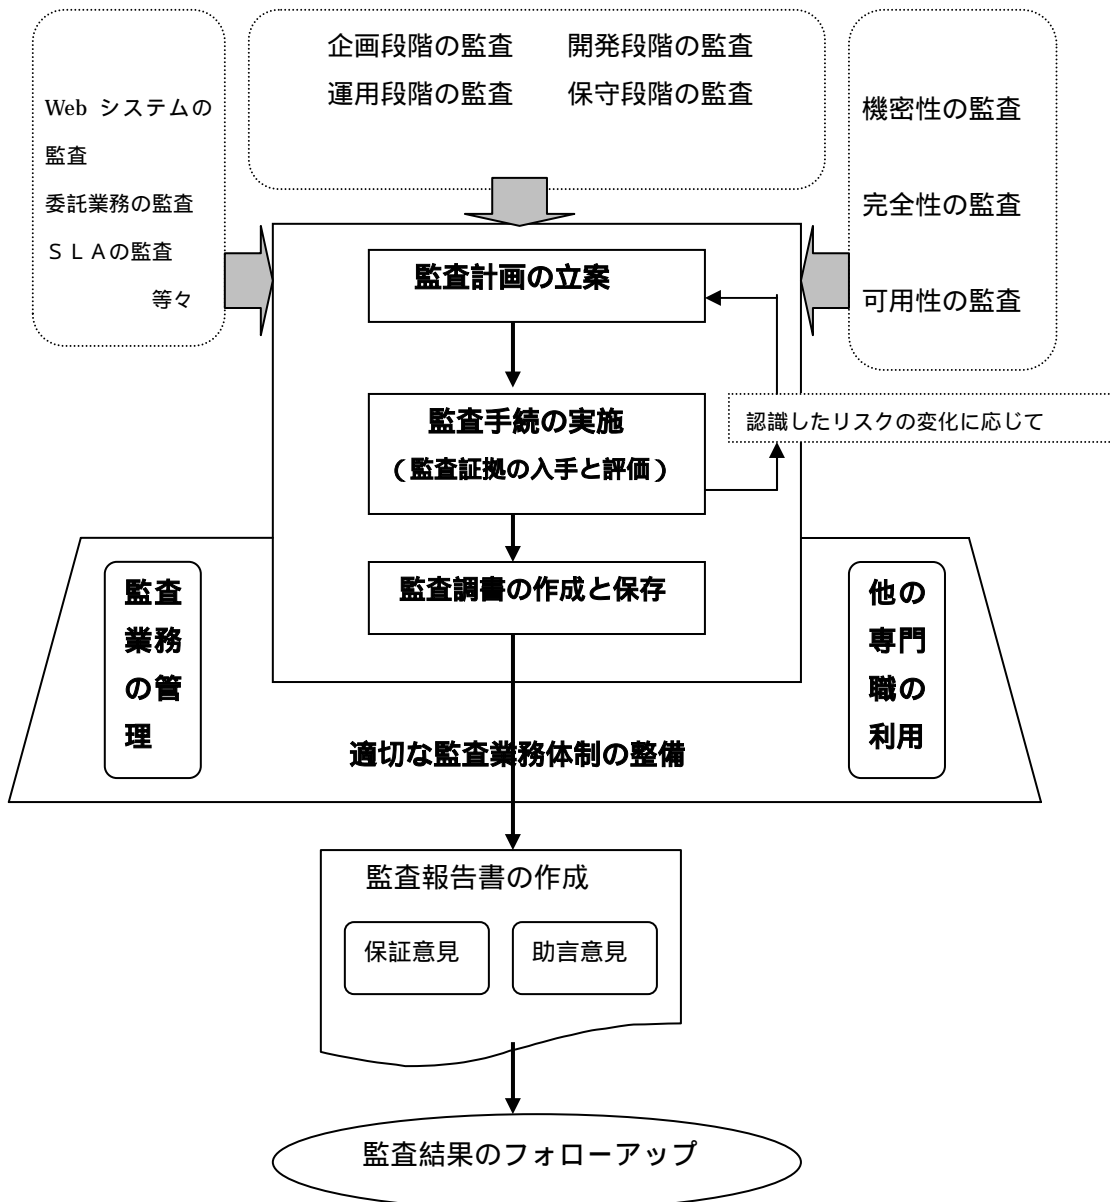 企画段階の監査　　開発段階の監査
運用段階の監査　　保守段階の監査
Web システムの
監査
委託業務の監査
ＳＬＡの監査
等々
機密性の監査
完全性の監査
可用性の監査
監査計画の立案
監査手続の実施
（監査証拠の入手と評価）
認識したリスクの変化に応じて
監査調書の作成と保存
監査
業務
の管
理
他の
専門
職の
利用
適切な監査業務体制の整備
監査報告書の作成
保証意見
助言意見
監査結果のフォローアップ